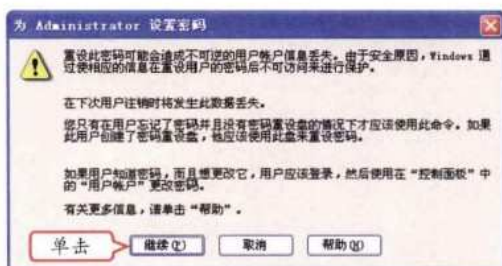 为 Administrator 设置密码
重设此密码可能会造成不可逆的用户帐户信息丢失。由于安全原因，Windows 通
过使相应的信息在重设用户的密码后不可访问来进行保护。
在下次用户注销时将发生此数据丢失。
您只有在用户忘记了密码并且没有密码重设盘的情况下才应该使用此命令。如果
此用户创建了密码重设盘，他应该使用此盘来重设密码。
如果用户知道密码，而且想更改它，用户应该登录，然后使用在“控制面板”中
的“用户帐户”更改密码。
有关更多信息，请单击“帮助”。
单击 继续(P) 取消 帮助(H)